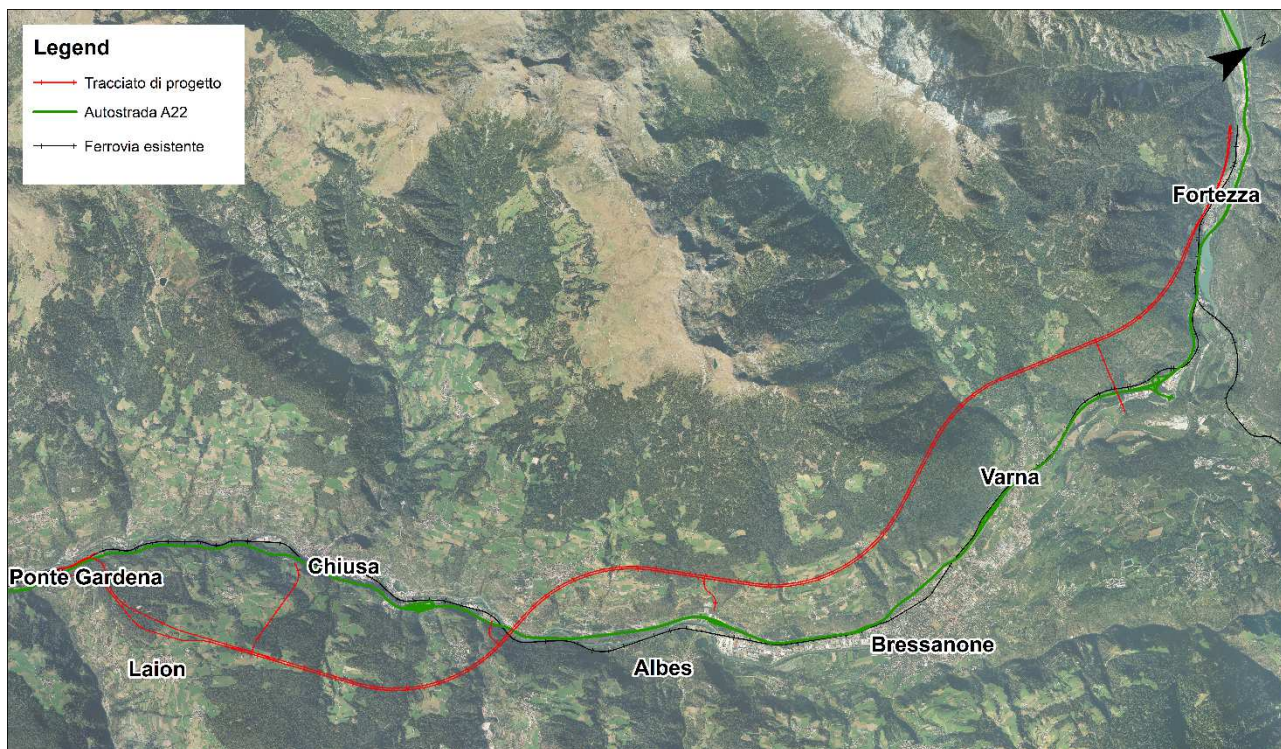 Legend
Tracciato di progetto
Autostrada A22
Ferrovia esistente
N
Fortezza
Varna
Chiusa
Ponte Gardena
Bressanone
Laion
Albes